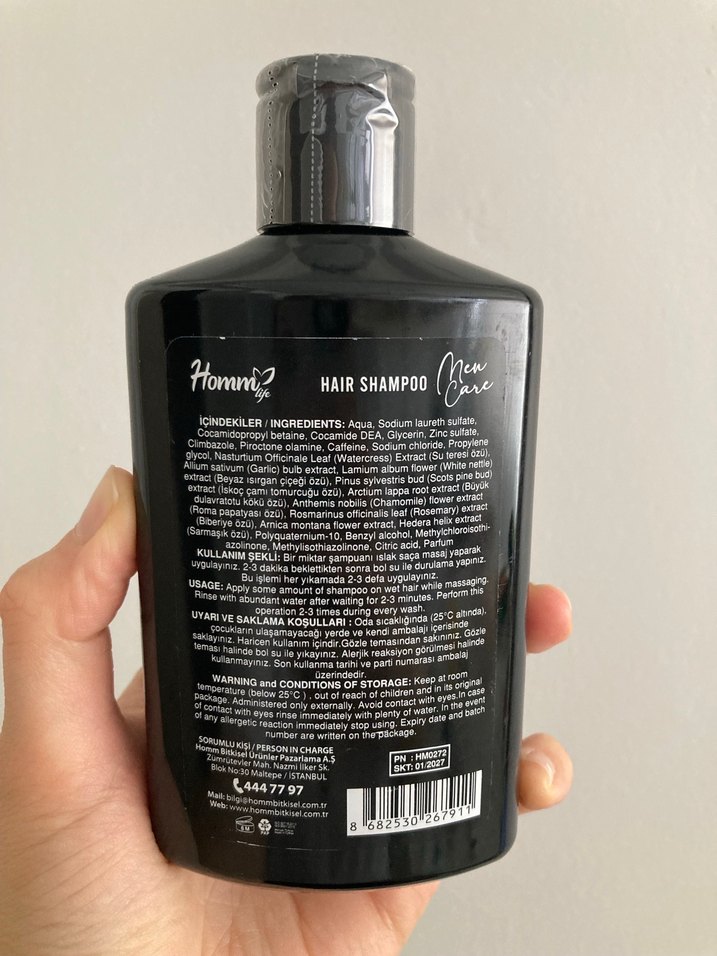 Homm life
HAIR SHAMPOO Men Care
İÇİNDEKİLER / INGREDIENTS: Aqua, Sodium laureth sulfate,
Cocamidopropyl betaine, Cocamide DEA, Glycerin, Zinc sulfate,
Climbazole, Piroctone olamine, Caffeine, Sodium chloride, Propylene
glycol, Nasturtium Officinale Leaf (Watercress) Extract (Su teresi özü),
Allium sativum (Garlic) bulb extract, Lamium album flower (White nettle)
extract (Beyaz ısırgan çiçeği özü), Pinus sylvestris bud (Scots pine bud)
extract (İskoç çamı tomurcuğu özü), Arctium lappa root extract (Büyük
dulavratotu kökü özü), Anthemis nobilis (Chamomile) flower extract
(Roma papatyası özü), Rosmarinus officinalis leaf (Rosemary) extract
(Biberiye özü), Arnica montana flower extract, Hedera helix extract
(Sarmaşık özü), Polyquaternium-10, Benzyl alcohol, Methylchloroisothi-
azolinone, Methylisothiazolinone, Citric acid, Parfum
KULLANIM ŞEKLİ: Bir miktar şampuanı ıslak saça masaj yaparak
uygulayınız. 2-3 dakika beklettikten sonra bol su ile durulama yapınız.
Bu işlemi her yıkamada 2-3 defa uygulayınız.
USAGE: Apply some amount of shampoo on wet hair while massaging.
Rinse with abundant water after waiting for 2-3 minutes. Perform this
operation 2-3 times during every wash.
UYARI VE SAKLAMA KOŞULLARI : Oda sıcaklığında (25°C altında),
çocukların ulaşamayacağı yerde ve kendi ambalajı içerisinde
saklayınız. Haricen kullanım içindir.Gözle temasından sakınınız. Gözle
teması halinde bol su ile yıkayınız. Alerjik reaksiyon görülmesi halinde
kullanmayınız. Son kullanma tarihi ve parti numarası ambalaj
üzerindedir.
WARNING and CONDITIONS OF STORAGE: Keep at room
temperature (below 25°C ) , out of reach of children and in its original
package. Administered only externally. Avoid contact with eyes.In case
of contact with eyes rinse immediately with plenty of water. In the event
of any allergetic reaction immediately stop using. Expiry date and batch
number are written on the package.
SORUMLU KİŞİ / PERSON IN CHARGE
Homm Bitkisel Ürünler Pazarlama A.Ş
Zümrütevler Mah. Nazmi İlker Sk.
Blok No:30 Maltepe / İSTANBUL
444 77 97
Mail: bilgi@hommbitkisel.com.tr
Web: www.hommbitkisel.com.tr
6 M
PAP
PN : HM0272
SKT: 01/2027
8 682530 267911